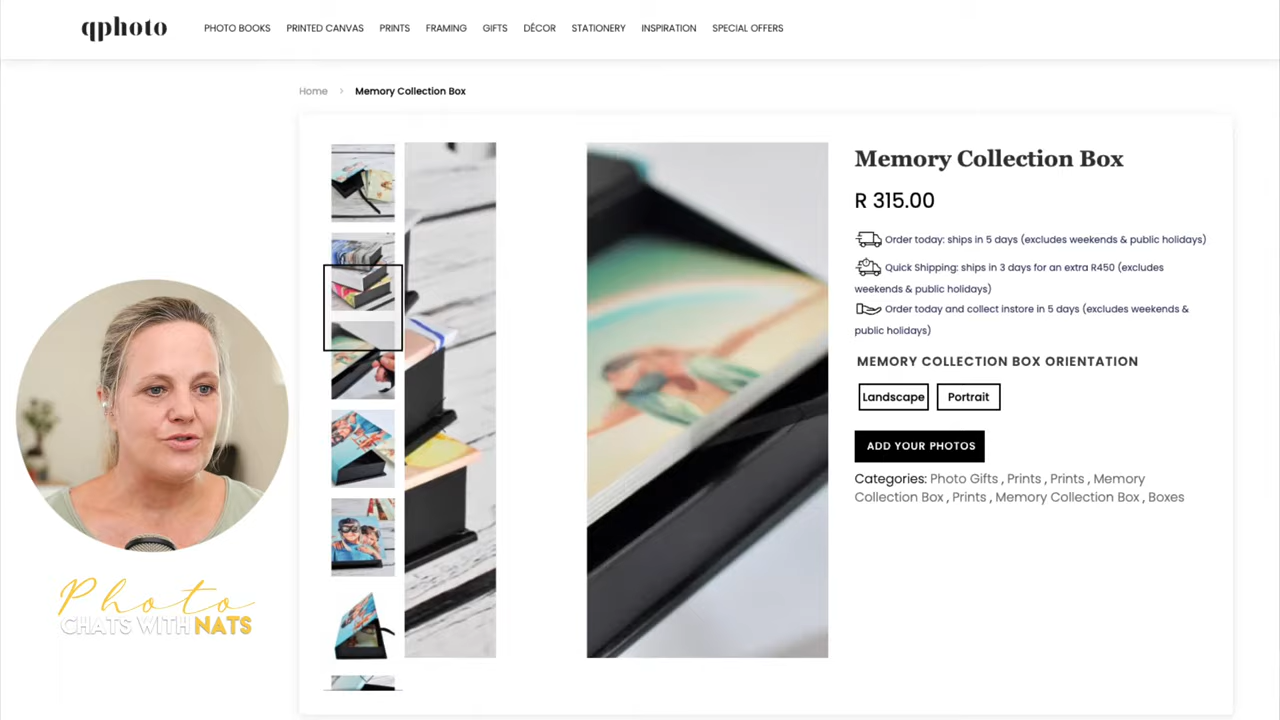 qphoto
PHOTO BOOKS PRINTED CANVAS PRINTS FRAMING GIFTS DÉCOR STATIONERY INSPIRATION SPECIAL OFFERS
Home > Memory Collection Box
Memory Collection Box
R 315.00
Order today: ships in 5 days (excludes weekends & public holidays)
Quick Shipping: ships in 3 days for an extra R450 (excludes
weekends & public holidays)
Order today and collect instore in 5 days (excludes weekends &
public holidays)
MEMORY COLLECTION BOX ORIENTATION
Landscape Portrait
ADD YOUR PHOTOS
Categories: Photo Gifts , Prints , Prints , Memory
Collection Box , Prints , Memory Collection Box , Boxes
Photo
CHATS WITH NATS